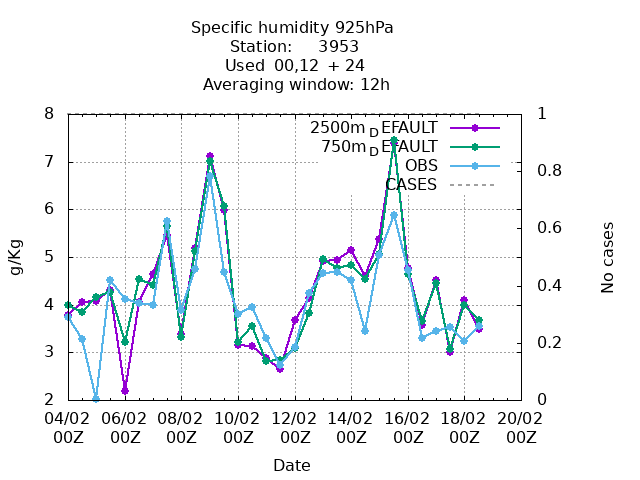 Specific humidity 925hPa
Station: 3953
Used 00,12 + 24
Averaging window: 12h
2500m DEFAULT
750m DEFAULT
OBS
CASES
8
7
6
5
4
3
2
1
0.8
0.6
0.4
0.2
0
g/Kg
No cases
04/02 06/02 08/02 10/02 12/02 14/02 16/02 18/02 20/02
00Z 00Z 00Z 00Z 00Z 00Z 00Z 00Z 00Z
Date